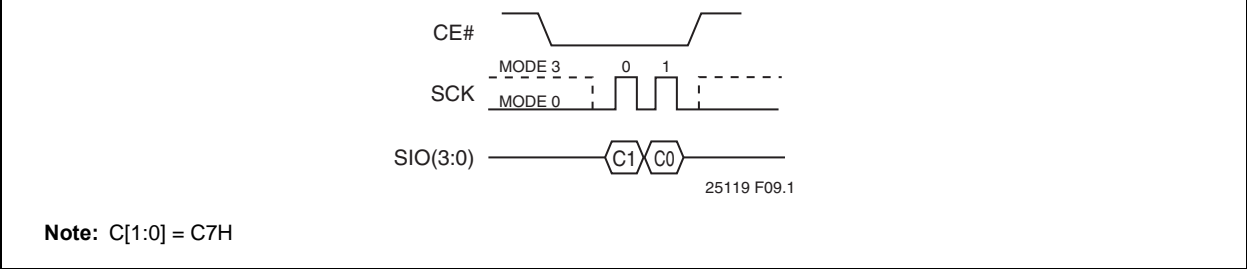 CE#
MODE 3 0 1
SCK
MODE 0
SIO(3:0) C1 C0
25119 F09.1
Note: C[1:0] = C7H